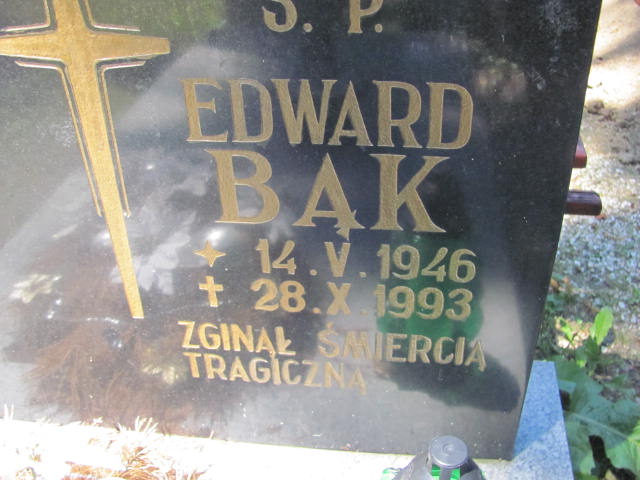 Ś. P.
EDWARD
BĄK
14.V.1946
28.X.1993
ZGINĄŁ ŚMIERCIĄ
TRAGICZNĄ